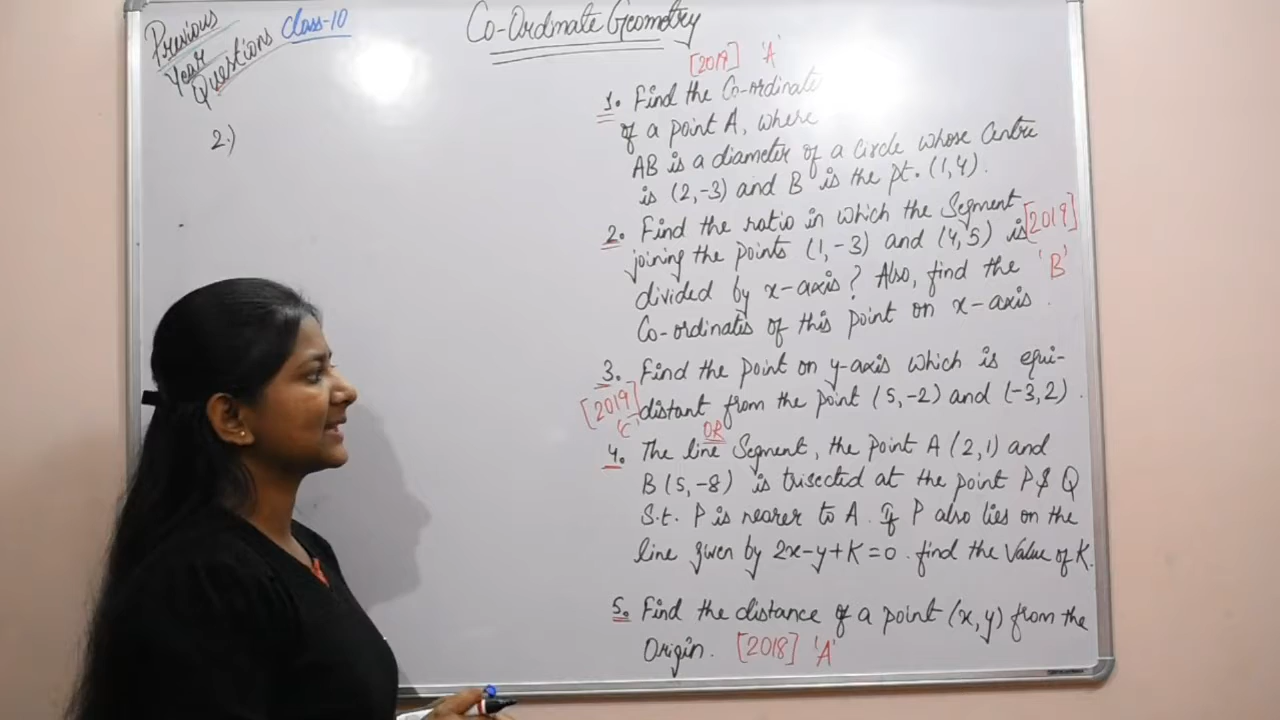 Previous
Year
Questions Class-10
Co-Ordinate Geometry
2.)
[2019] 'A'
1. Find the Co-ordinate
of a point A, where
AB is a diameter of a Circle whose Centre
is (2,-3) and B is the pt. (1,4).
2. Find the ratio in which the Segment
joining the points (1,-3) and (4,5) is [2019]
divided by x-axis? Also, find the 'B'
Co-ordinates of this point on x-axis.
3. Find the point on y-axis which is equi-
[2019] distant from the point (5,-2) and (-3,2).
'C'
OR
4. The line Segment, the point A (2,1) and
B (5,-8) is trisected at the point P & Q
S.t. P is nearer to A. If P also lies on the
line given by 2x-y+K=0. find the Value of K.
5. Find the distance of a point (x,y) from the
Origin. [2018] 'A'